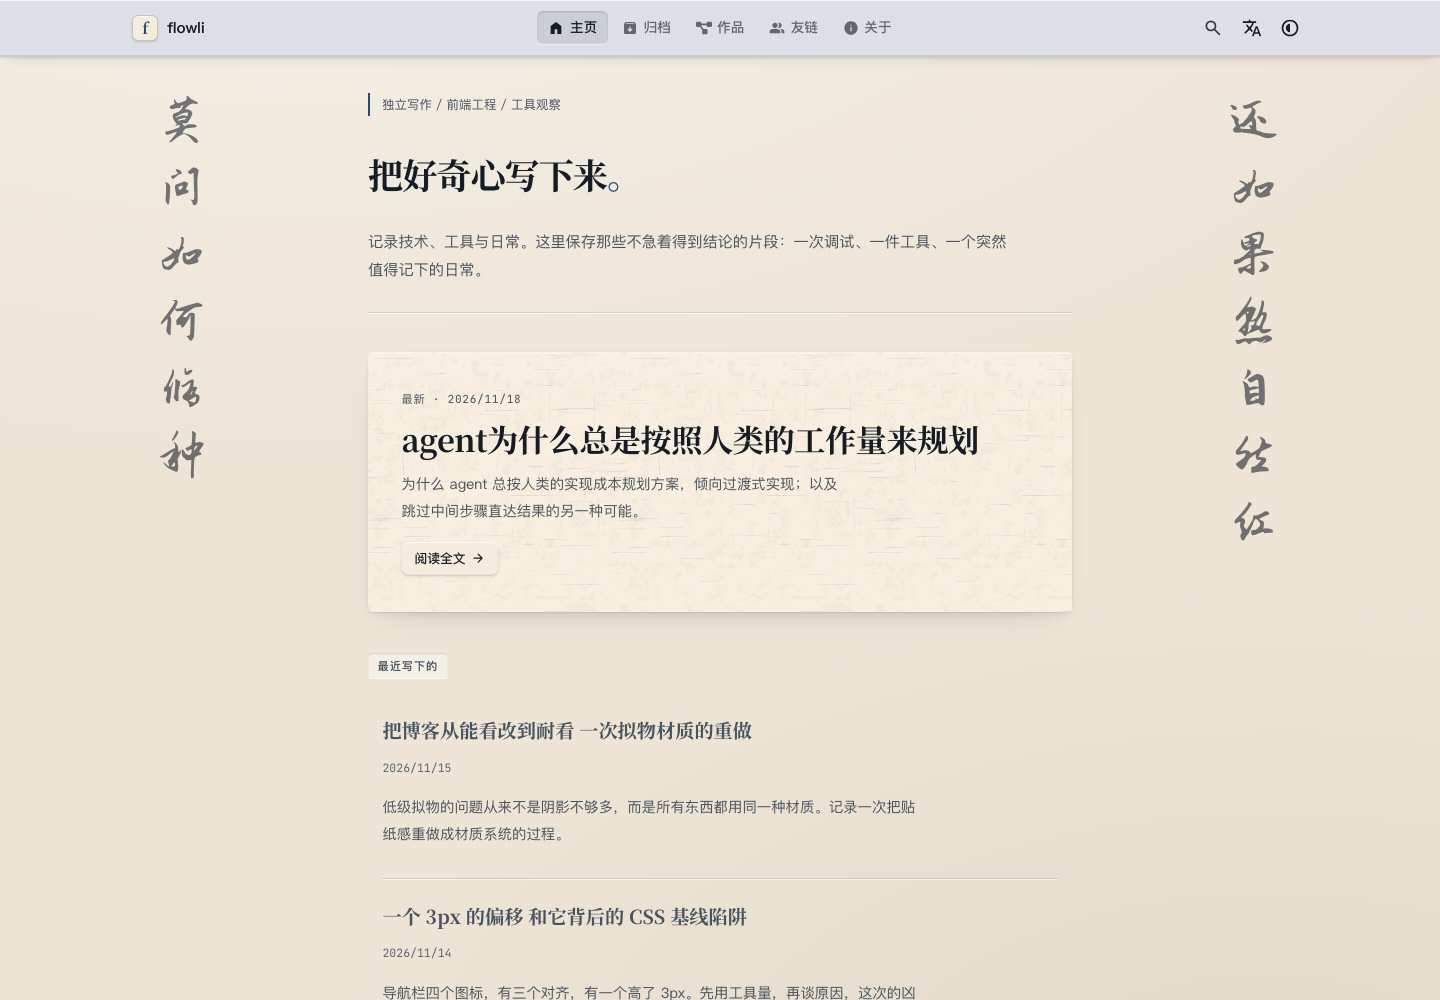 f flowli
主页 归档 作品 友链 关于
莫问如何修种
独立写作 / 前端工程 / 工具观察
把好奇心写下来。
记录技术、工具与日常。这里保存那些不急着得到结论的片段：一次调试、一件工具、一个突然
值得记下的日常。
还如果熟自然红
最新 · 2026/11/18
agent为什么总是按照人类的工作量来规划
为什么 agent 总按人类的实现成本规划方案，倾向过渡式实现；以及
跳过中间步骤直达结果的另一种可能。
阅读全文 →
最近写下的
把博客从能看改到耐看 一次拟物材质的重做
2026/11/15
低级拟物的问题从来不是阴影不够多，而是所有东西都用同一种材质。记录一次把贴
纸感重做成材质系统的过程。
一个 3px 的偏移 和它背后的 CSS 基线陷阱
2026/11/14
导航栏四个图标，有三个对齐，有一个高了 3px。先用工具量，再谈原因，这次的凶